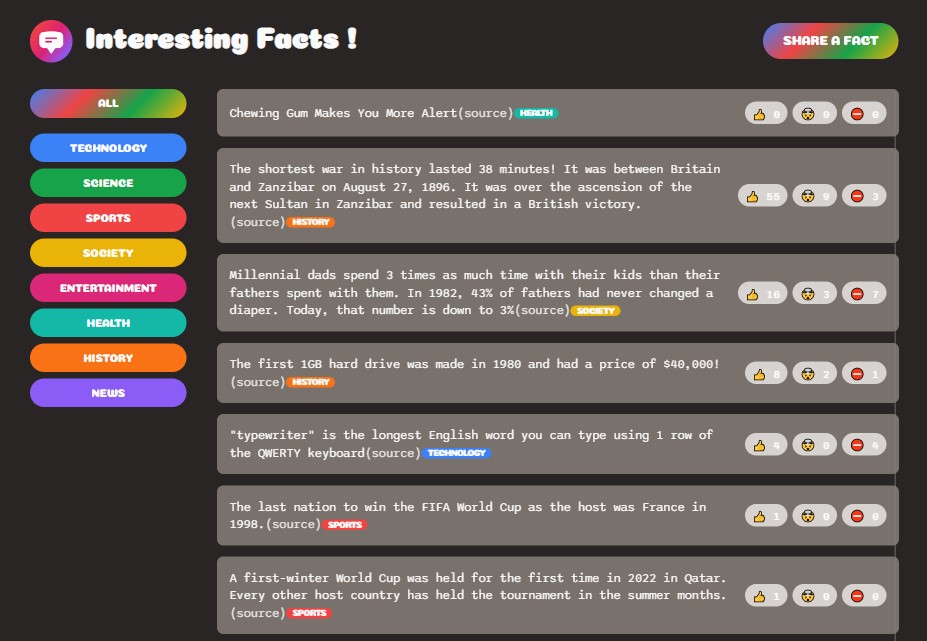 Interesting Facts !
SHARE A FACT
ALL
TECHNOLOGY
SCIENCE
SPORTS
SOCIETY
ENTERTAINMENT
HEALTH
HISTORY
NEWS
Chewing Gum Makes You More Alert(source) HEALTH
👍 0 🤯 0 ⛔ 0
The shortest war in history lasted 38 minutes! It was between Britain
and Zanzibar on August 27, 1896. It was over the ascension of the
next Sultan in Zanzibar and resulted in a British victory.
(source) HISTORY
👍 55 🤯 9 ⛔ 3
Millennial dads spend 3 times as much time with their kids than their
fathers spent with them. In 1982, 43% of fathers had never changed a
diaper. Today, that number is down to 3%(source) SOCIETY
👍 16 🤯 3 ⛔ 7
The first 1GB hard drive was made in 1980 and had a price of $40,000!
(source) HISTORY
👍 8 🤯 2 ⛔ 1
"typewriter" is the longest English word you can type using 1 row of
the QWERTY keyboard(source) TECHNOLOGY
👍 4 🤯 0 ⛔ 4
The last nation to win the FIFA World Cup as the host was France in
1998.(source) SPORTS
👍 1 🤯 0 ⛔ 0
A first-winter World Cup was held for the first time in 2022 in Qatar.
Every other host country has held the tournament in the summer months.
(source) SPORTS
👍 1 🤯 0 ⛔ 0